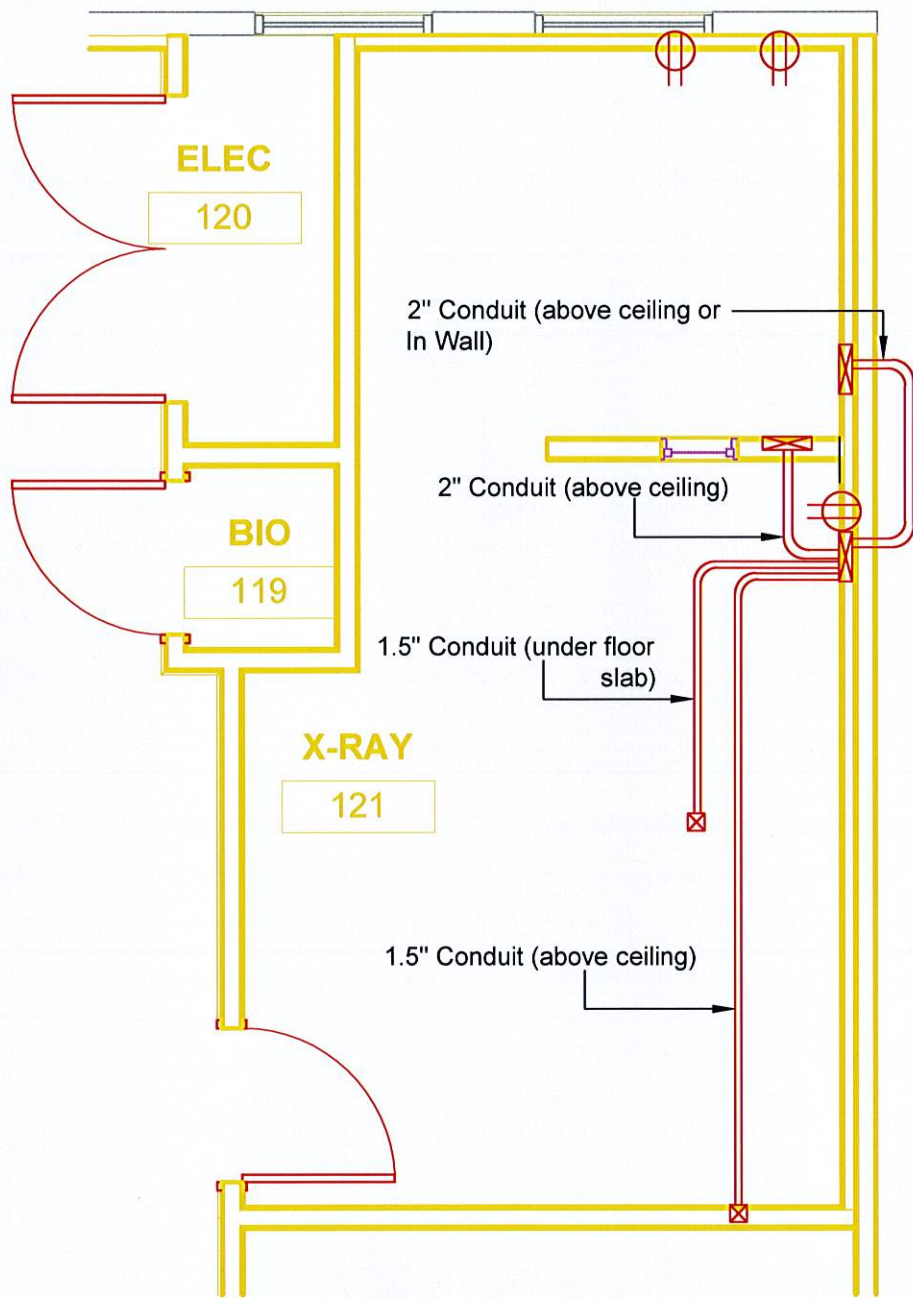 ELEC
120
2" Conduit (above ceiling or
In Wall)
2" Conduit (above ceiling)
BIO
119
1.5" Conduit (under floor
slab)
X-RAY
121
1.5" Conduit (above ceiling)